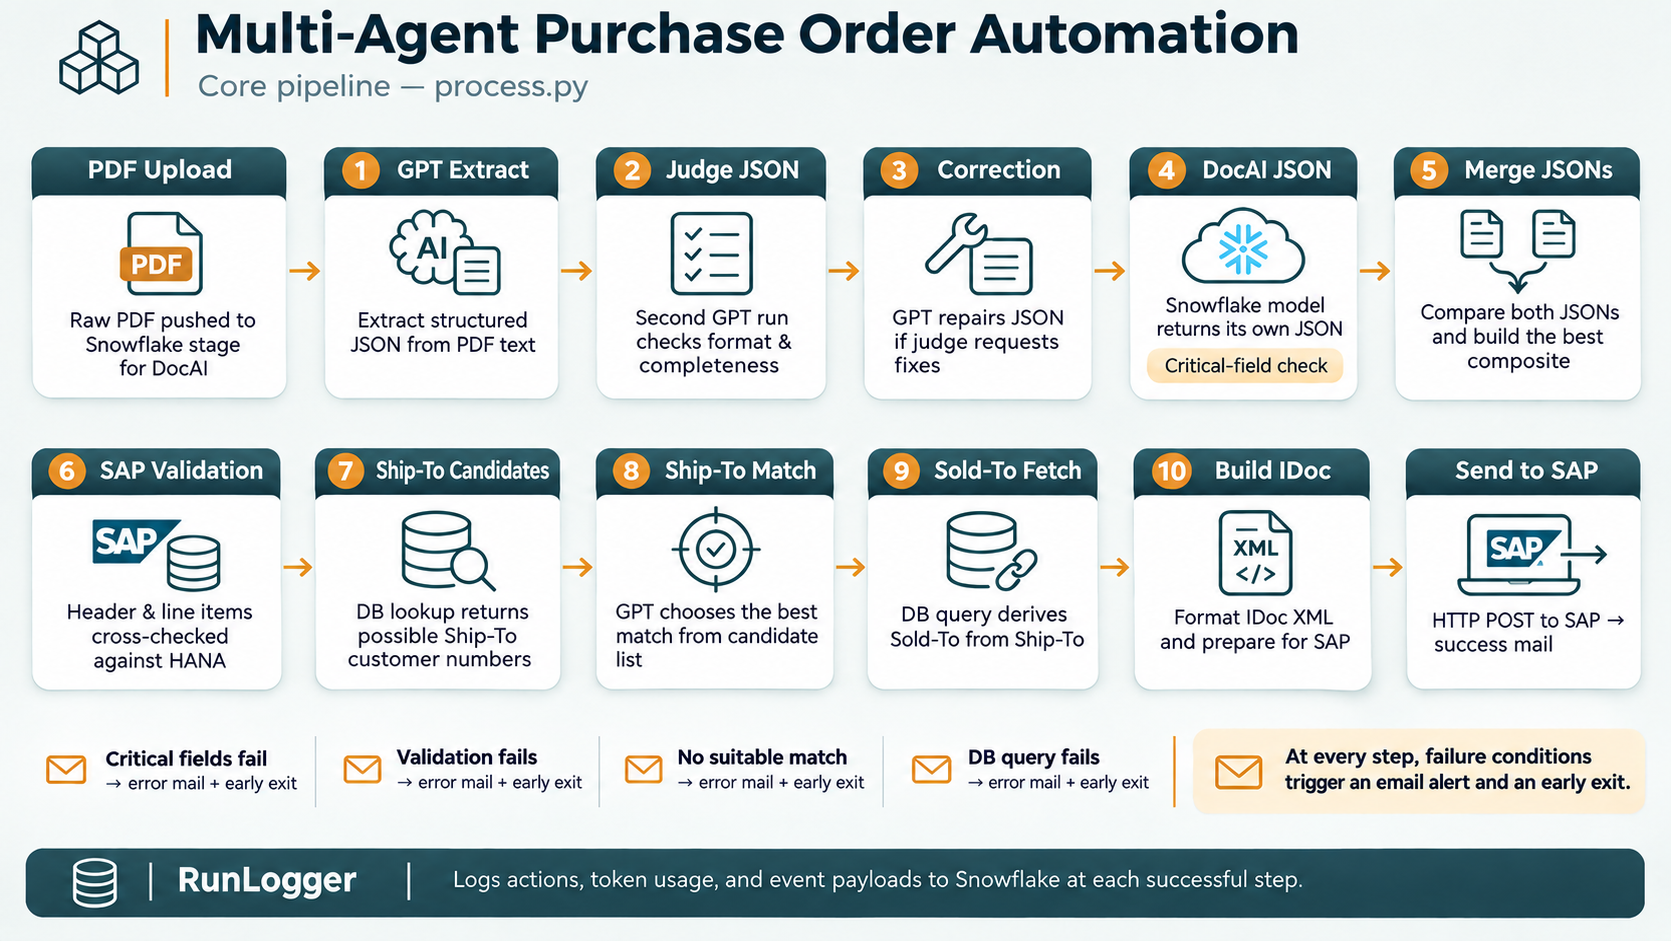 Multi-Agent Purchase Order Automation
Core pipeline — process.py
PDF Upload
PDF
Raw PDF pushed to
Snowflake stage
for DocAI
1 GPT Extract
AI
Extract structured
JSON from PDF text
2 Judge JSON
Second GPT run
checks format &
completeness
3 Correction
GPT repairs JSON
if judge requests
fixes
4 DocAI JSON
Snowflake model
returns its own JSON
Critical-field check
5 Merge JSONs
Compare both JSONs
and build the best
composite
6 SAP Validation
SAP
Header & line items
cross-checked
against HANA
7 Ship-To Candidates
DB lookup returns
possible Ship-To
customer numbers
8 Ship-To Match
GPT chooses the best
match from candidate
list
9 Sold-To Fetch
DB query derives
Sold-To from Ship-To
10 Build IDoc
XML
</>
Format IDoc XML
and prepare for SAP
Send to SAP
SAP
HTTP POST to SAP →
success mail
Critical fields fail
→ error mail + early exit
Validation fails
→ error mail + early exit
No suitable match
→ error mail + early exit
DB query fails
→ error mail + early exit
At every step, failure conditions
trigger an email alert and an early exit.
RunLogger
Logs actions, token usage, and event payloads to Snowflake at each successful step.